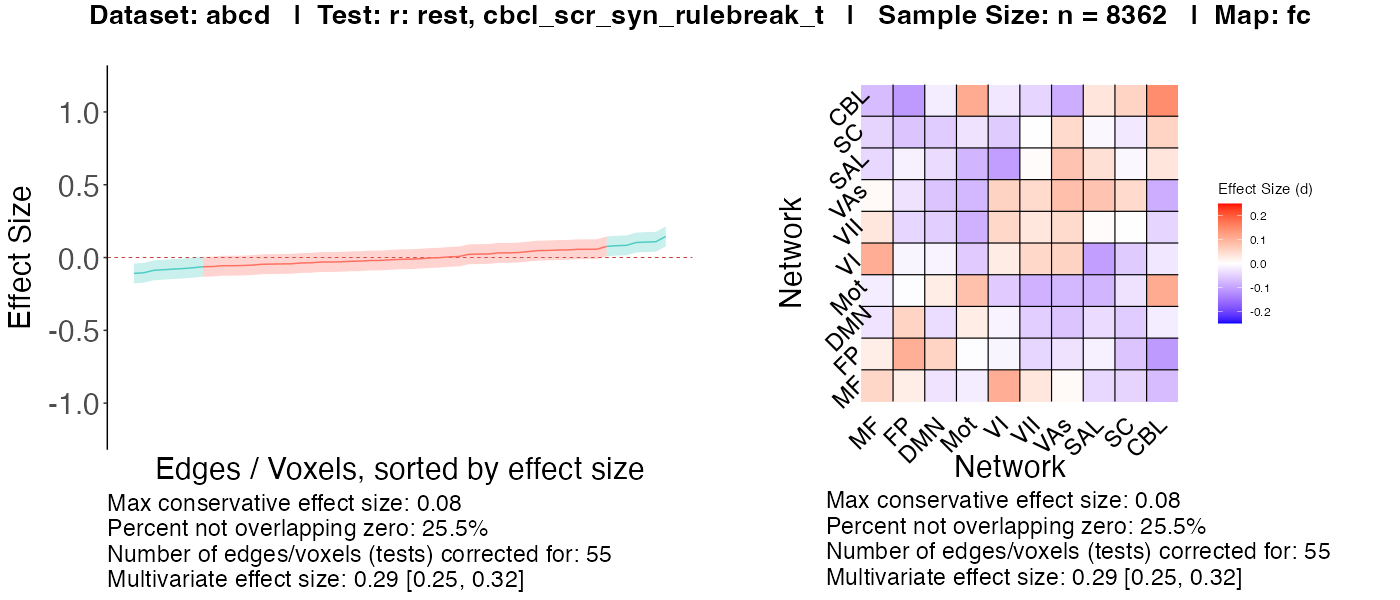 Dataset: abcd | Test: r: rest, cbcl_scr_syn_rulebreak_t | Sample Size: n = 8362 | Map: fc
1.0
0.5
0.0
-0.5
-1.0
Effect Size
Edges / Voxels, sorted by effect size
Max conservative effect size: 0.08
Percent not overlapping zero: 25.5%
Number of edges/voxels (tests) corrected for: 55
Multivariate effect size: 0.29 [0.25, 0.32]
Network
CBL
SC
SAL
VAs
VII
VI
Mot
DMN
FP
MF
MF
FP
DMN
Mot
VI
VII
VAs
SAL
SC
CBL
Network
Effect Size (d)
0.2
0.1
0.0
-0.1
-0.2
Max conservative effect size: 0.08
Percent not overlapping zero: 25.5%
Number of edges/voxels (tests) corrected for: 55
Multivariate effect size: 0.29 [0.25, 0.32]